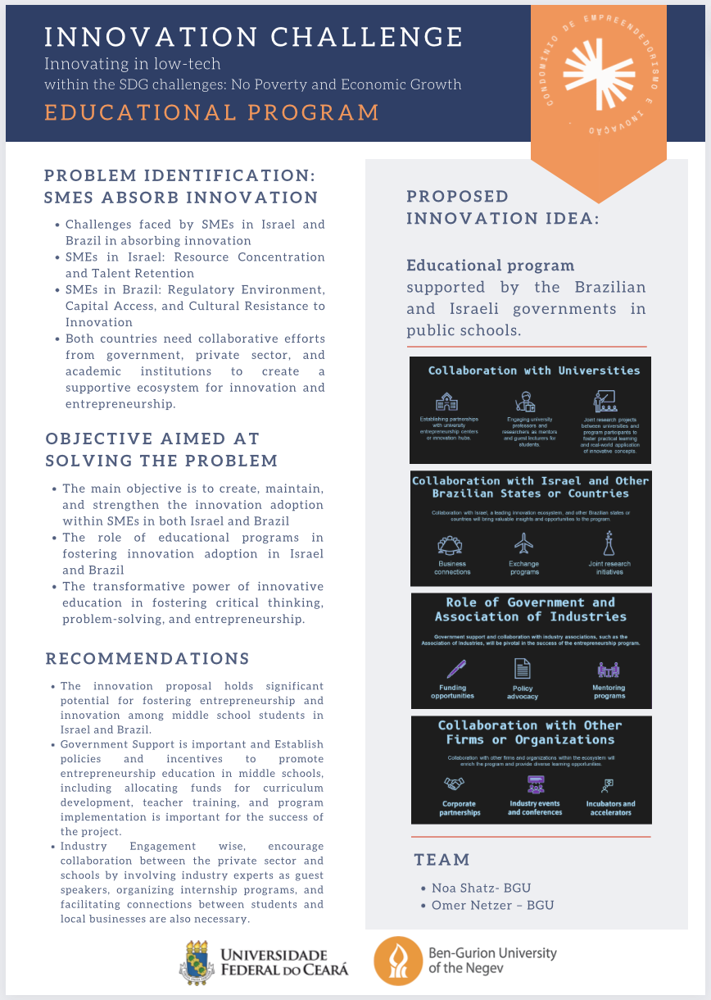 INNOVATION CHALLENGE
Innovating in low-tech
within the SDG challenges: No Poverty and Economic Growth
EDUCATIONAL PROGRAM
CONDOMÍNIO DE EMPREENDEDORISMO E INOVAÇÃO
PROBLEM IDENTIFICATION:
SMES ABSORB INNOVATION
• Challenges faced by SMEs in Israel and
Brazil in absorbing innovation
• SMEs in Israel: Resource Concentration
and Talent Retention
• SMEs in Brazil: Regulatory Environment,
Capital Access, and Cultural Resistance to
Innovation
• Both countries need collaborative efforts
from government, private sector, and
academic institutions to create a
supportive ecosystem for innovation and
entrepreneurship.
OBJECTIVE AIMED AT
SOLVING THE PROBLEM
• The main objective is to create, maintain,
and strengthen the innovation adoption
within SMEs in both Israel and Brazil
• The role of educational programs in
fostering innovation adoption in Israel
and Brazil
• The transformative power of innovative
education in fostering critical thinking,
problem-solving, and entrepreneurship.
RECOMMENDATIONS
• The innovation proposal holds significant
potential for fostering entrepreneurship and
innovation among middle school students in
Israel and Brazil.
• Government Support is important and Establish
policies and incentives to promote
entrepreneurship education in middle schools,
including allocating funds for curriculum
development, teacher training, and program
implementation is important for the success of
the project.
• Industry Engagement wise, encourage
collaboration between the private sector and
schools by involving industry experts as guest
speakers, organizing internship programs, and
facilitating connections between students and
local businesses are also necessary.
PROPOSED
INNOVATION IDEA:
Educational program
supported by the Brazilian
and Israeli governments in
public schools.
Collaboration with Universities
Establishing partnerships
with university
entrepreneurship centers
or innovation hubs.
Engaging university
professors and
researchers as mentors
and guest lecturers for
students.
Joint research projects
between universities and
program participants to
foster practical learning
and real-world application
of innovative concepts.
Collaboration with Israel and Other
Brazilian States or Countries
Collaboration with Israel, a leading innovation ecosystem, and other Brazilian states or
countries will bring valuable insights and opportunities to the program.
Business
connections
Exchange
programs
Joint research
initiatives
Role of Government and
Association of Industries
Government support and collaboration with industry associations, such as the
Association of Industries, will be pivotal in the success of the entrepreneurship program.
Funding
opportunities
Policy
advocacy
Mentoring
programs
Collaboration with Other
Firms or Organizations
Collaboration with other firms and organizations within the ecosystem will
enrich the program and provide diverse learning opportunities.
Corporate
partnerships
Industry events
and conferences
Incubators and
accelerators
TEAM
• Noa Shatz- BGU
• Omer Netzer – BGU
UNIVERSIDADE
FEDERAL DO CEARÁ
Ben-Gurion University
of the Negev